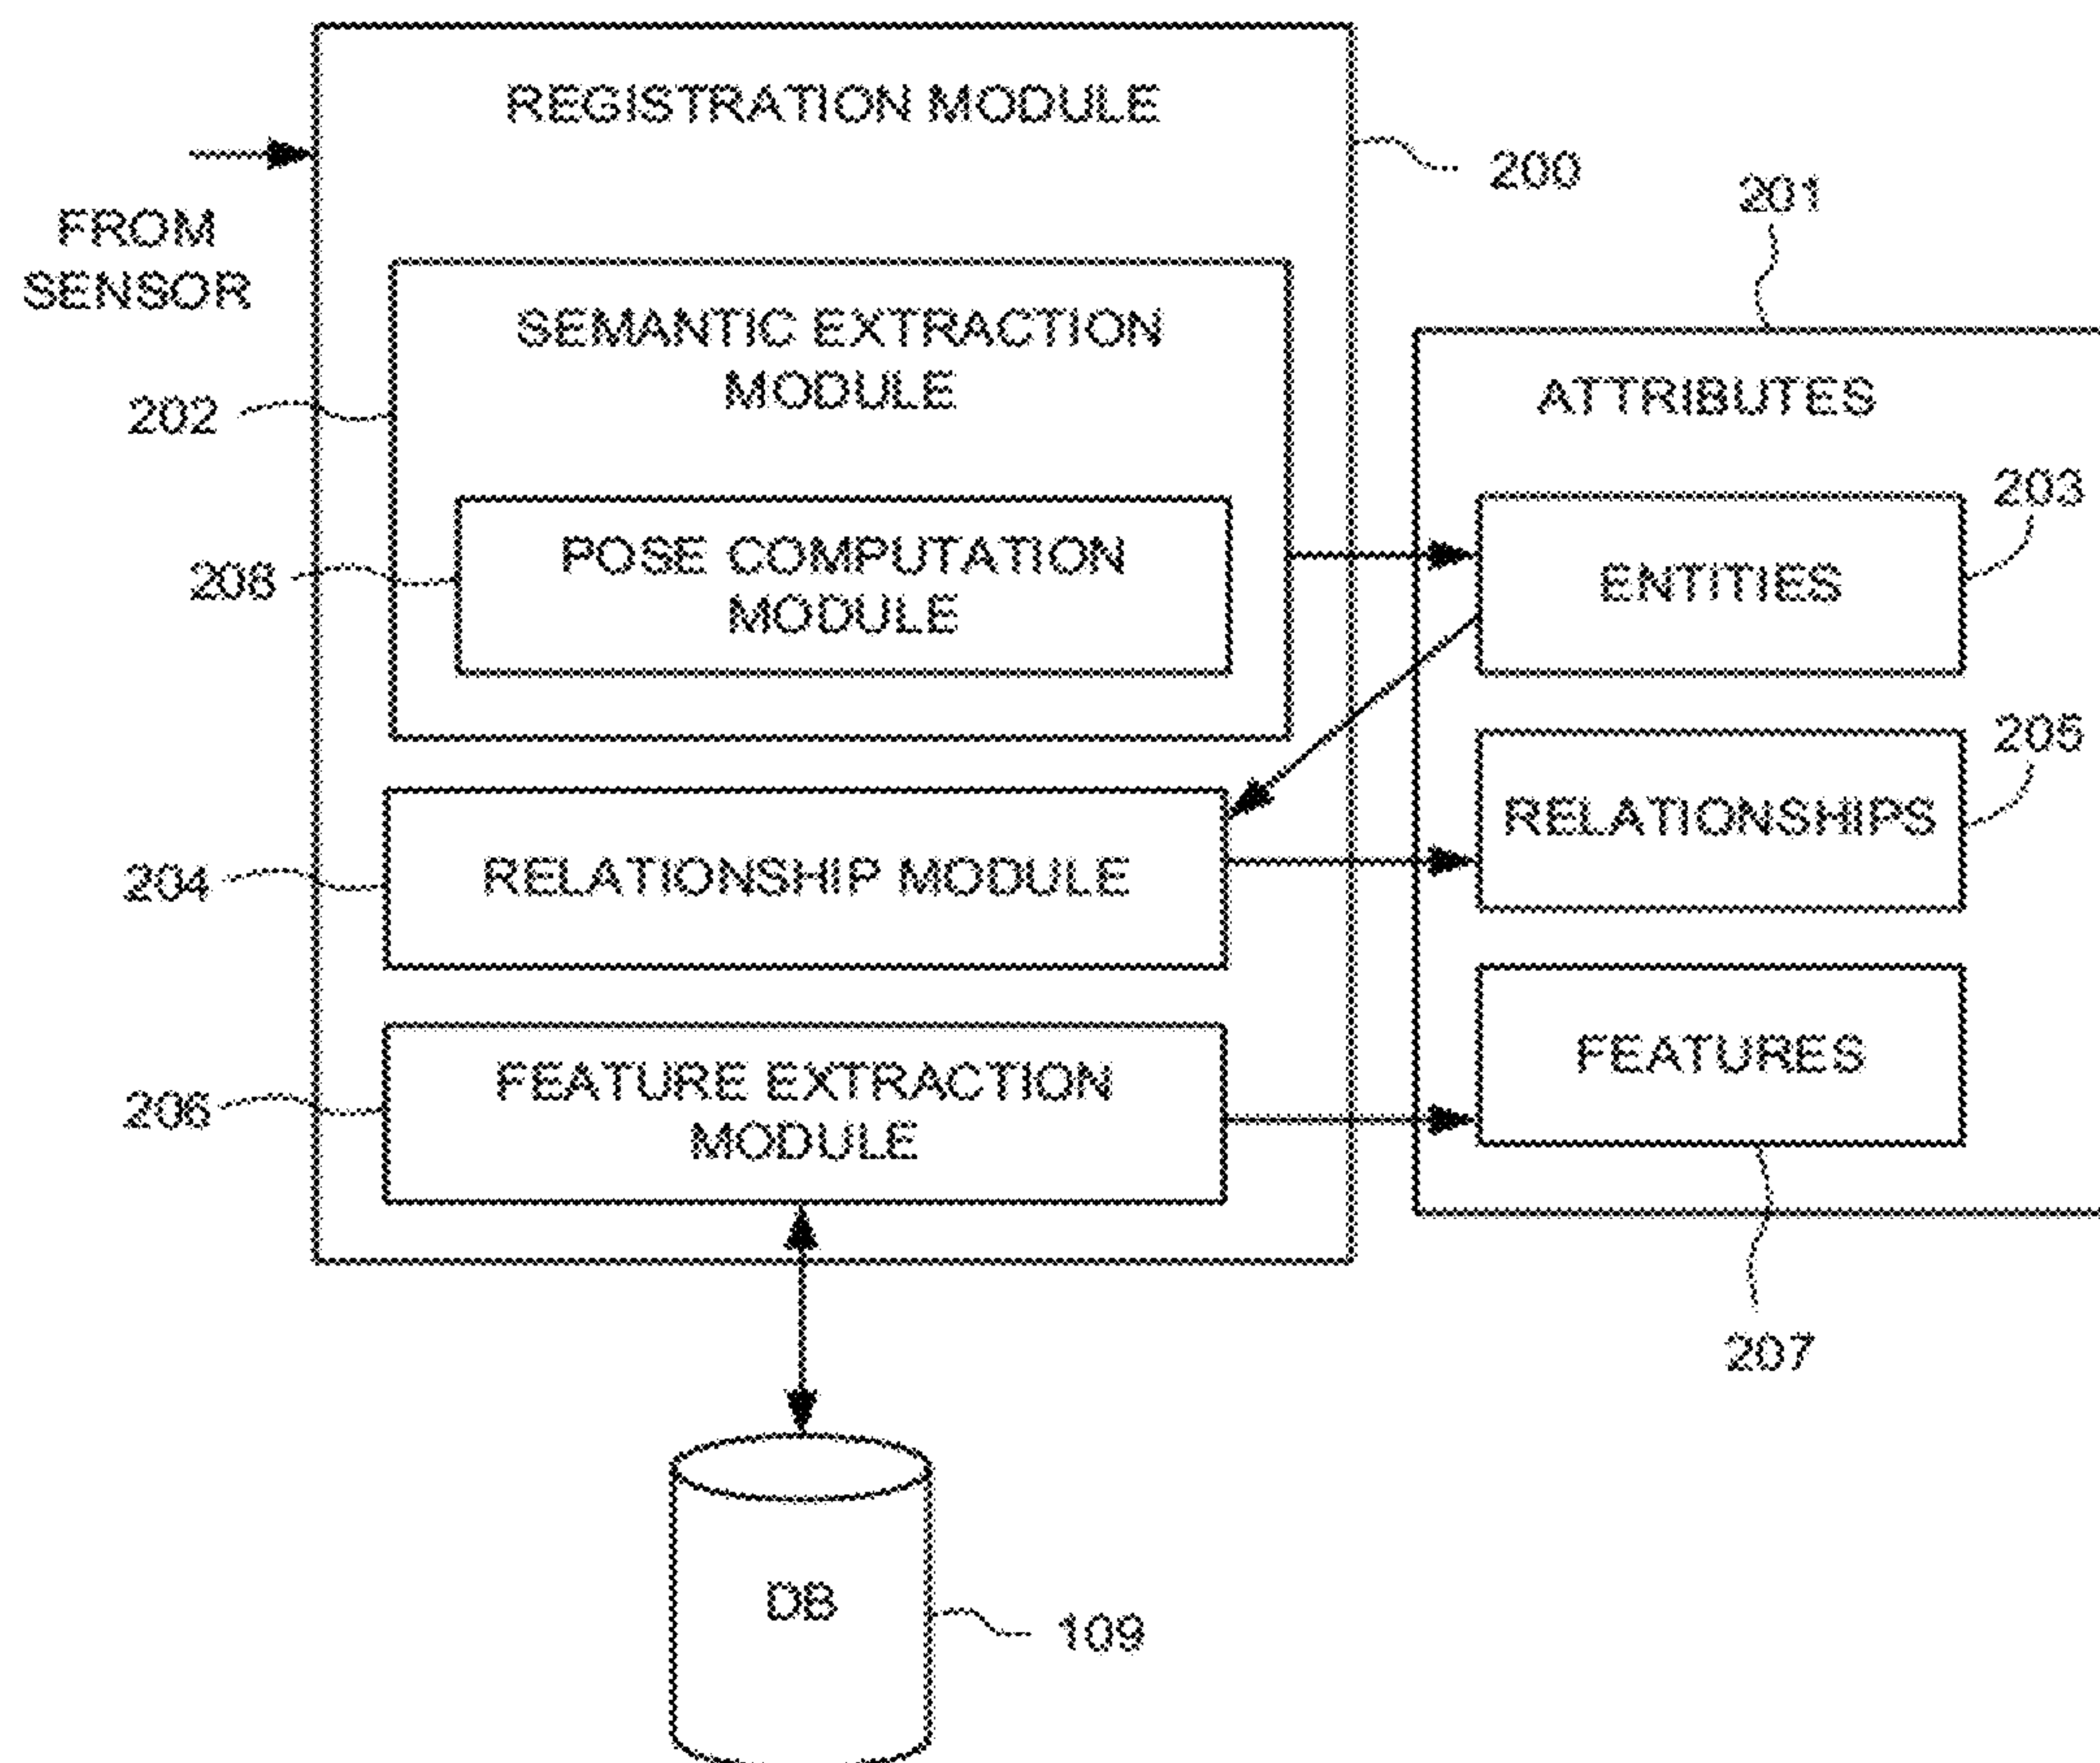 REGISTRATION MODULE
200
201
FROM
SENSOR
SEMANTIC EXTRACTION
MODULE
202
ATTRIBUTES
203
POSE COMPUTATION
MODULE
208
ENTITIES
205
RELATIONSHIPS
204
RELATIONSHIP MODULE
FEATURES
206
FEATURE EXTRACTION
MODULE
207
DB
109